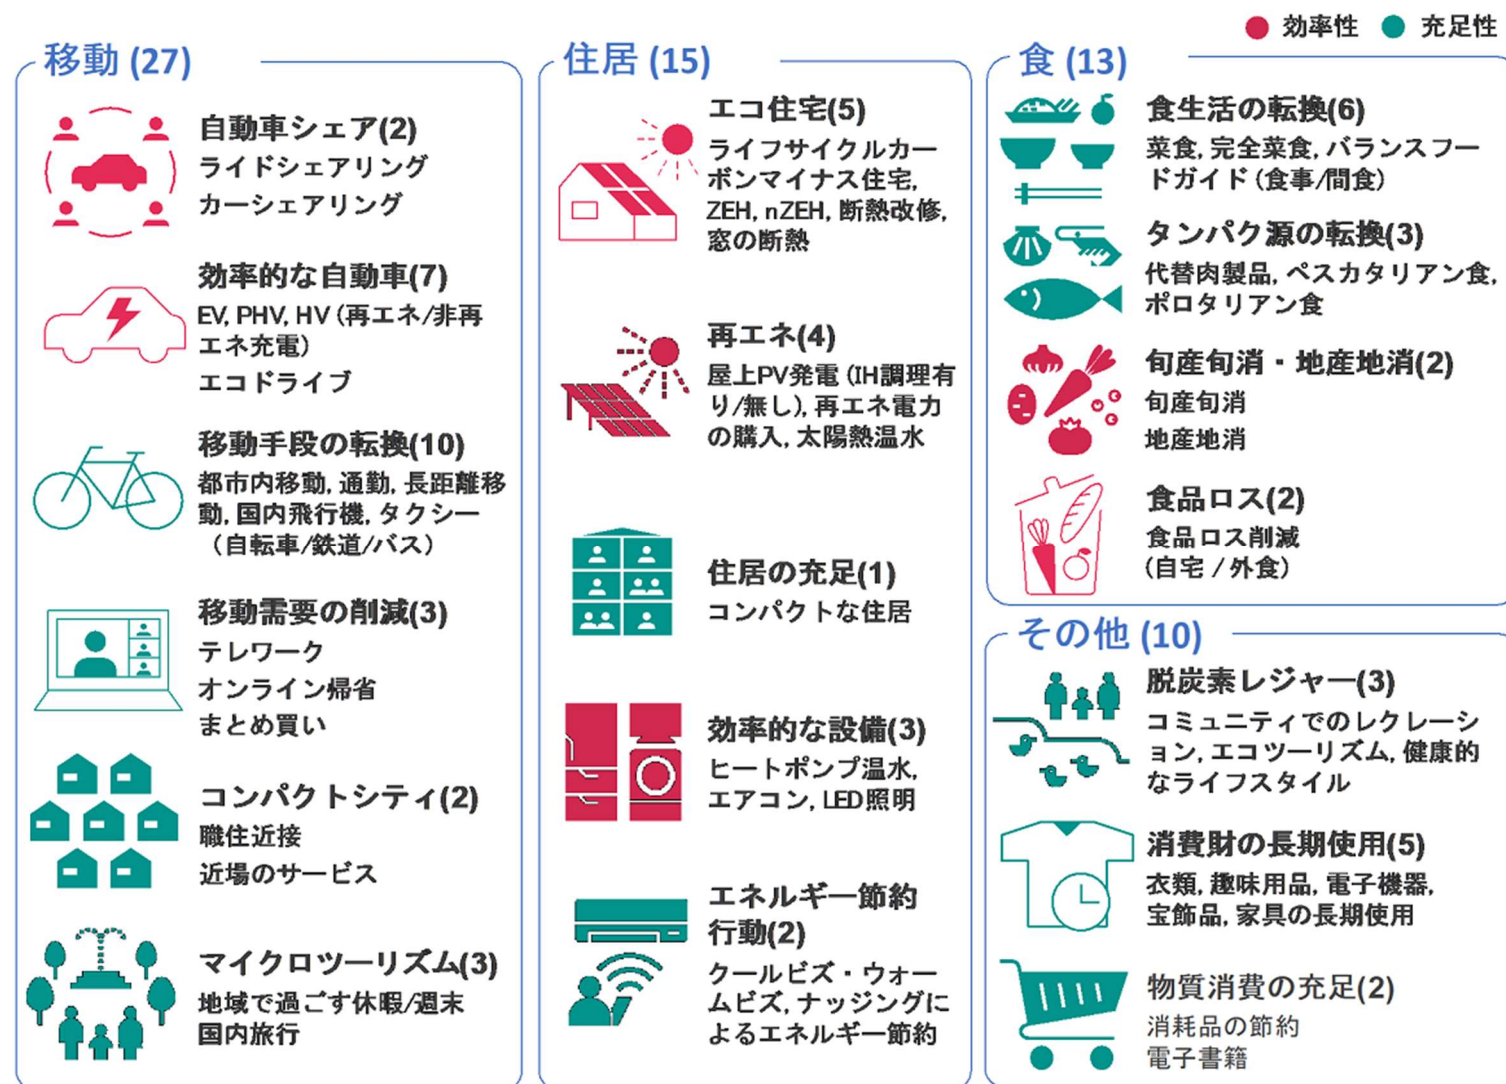 効率性 充足性
移動 (27)
自動車シェア(2)
ライドシェアリング
カーシェアリング
効率的な自動車(7)
EV, PHV, HV (再エネ/非再
エネ充電)
エコドライブ
移動手段の転換(10)
都市内移動, 通勤, 長距離移
動, 国内飛行機, タクシー
(自転車/鉄道/バス)
移動需要の削減(3)
テレワーク
オンライン帰省
まとめ買い
コンパクトシティ(2)
職住近接
近場のサービス
マイクロツーリズム(3)
地域で過ごす休暇/週末
国内旅行
住居 (15)
エコ住宅(5)
ライフサイクルカー
ボンマイナス住宅,
ZEH, nZEH, 断熱改修,
窓の断熱
再エネ(4)
屋上PV発電 (IH調理有
り/無し), 再エネ電力
の購入, 太陽熱温水
住居の充足(1)
コンパクトな住居
効率的な設備(3)
ヒートポンプ温水,
エアコン, LED照明
エネルギー節約
行動(2)
クールビズ・ウォー
ムビズ, ナッジングに
よるエネルギー節約
食 (13)
食生活の転換(6)
菜食, 完全菜食, バランスフー
ドガイド (食事/間食)
タンパク源の転換(3)
代替肉製品, ペスカタリアン食,
ポロタリアン食
旬産旬消・地産地消(2)
旬産旬消
地産地消
食品ロス(2)
食品ロス削減
(自宅 / 外食)
その他 (10)
脱炭素レジャー(3)
コミュニティでのレクレーシ
ョン, エコツーリズム, 健康的
なライフスタイル
消費財の長期使用(5)
衣類, 趣味用品, 電子機器,
宝飾品, 家具の長期使用
物質消費の充足(2)
消耗品の節約
電子書籍